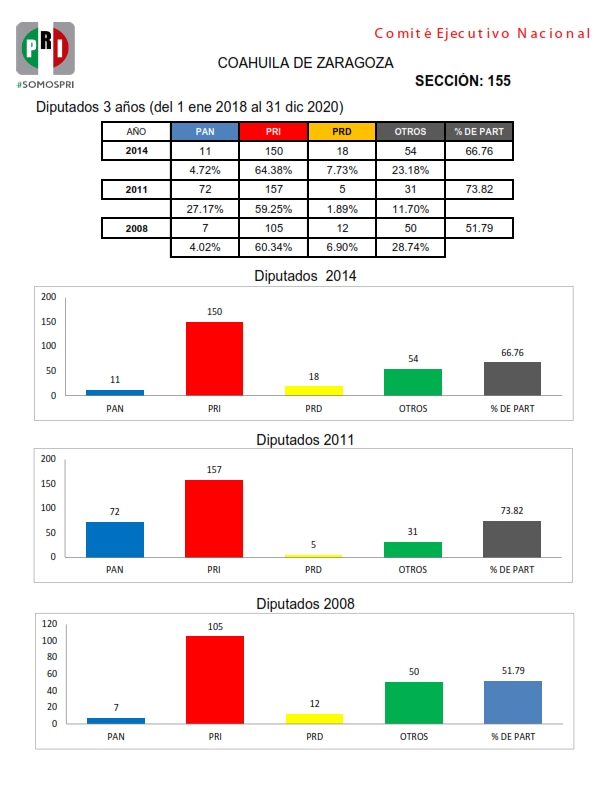 Comité Ejecutivo Nacional
PRI
#SOMOSPRI
COAHUILA DE ZARAGOZA
SECCIÓN: 155
Diputados 3 años (del 1 ene 2018 al 31 dic 2020)
AÑO PAN PRI PRD OTROS % DE PART
2014 11 150 18 54 66.76
4.72% 64.38% 7.73% 23.18%
2011 72 157 5 31 73.82
27.17% 59.25% 1.89% 11.70%
2008 7 105 12 50 51.79
4.02% 60.34% 6.90% 28.74%
Diputados 2014
200
150
100
50
0
11 150 18 54 66.76
PAN PRI PRD OTROS % DE PART
Diputados 2011
200
150
100
50
0
72 157 5 31 73.82
PAN PRI PRD OTROS % DE PART
Diputados 2008
120
100
80
60
40
20
0
7 105 12 50 51.79
PAN PRI PRD OTROS % DE PART